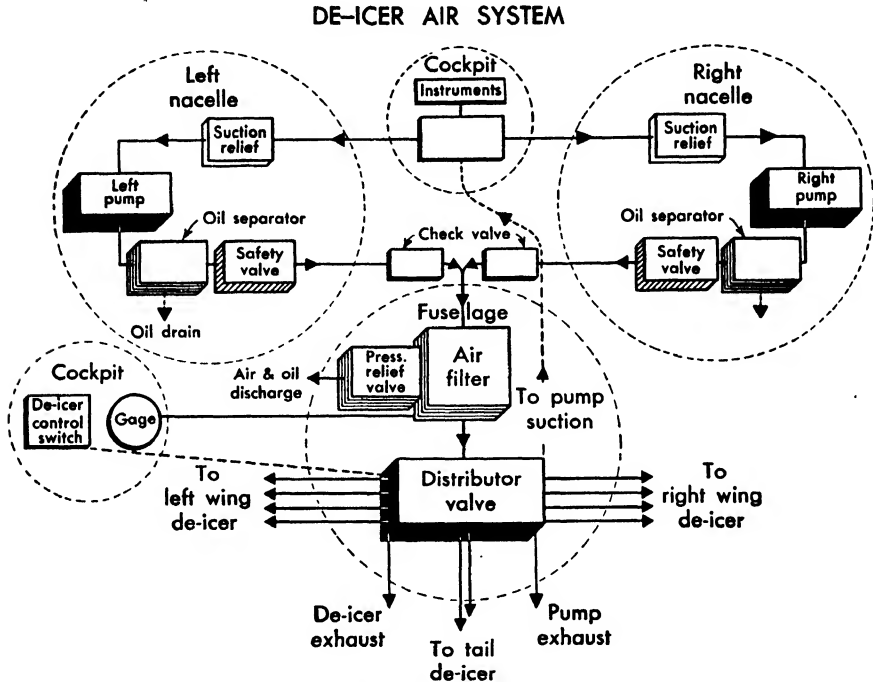 DE-ICER AIR SYSTEM
Left
nacelle
Cockpit
Instruments
Right
nacelle
Suction
relief
Suction
relief
Left
pump
Right
pump
Oil separator
Check valve
Oil separator
Safety
valve
Safety
valve
Oil drain
Fuselage
Cockpit
Air & oil
discharge
Press.
relief
valve
Air
filter
To pump
suction
De-icer
control
switch
Gage
To
left wing
de-icer
Distributor
valve
To
right wing
de-icer
De-icer
exhaust
To tail
de-icer
Pump
exhaust